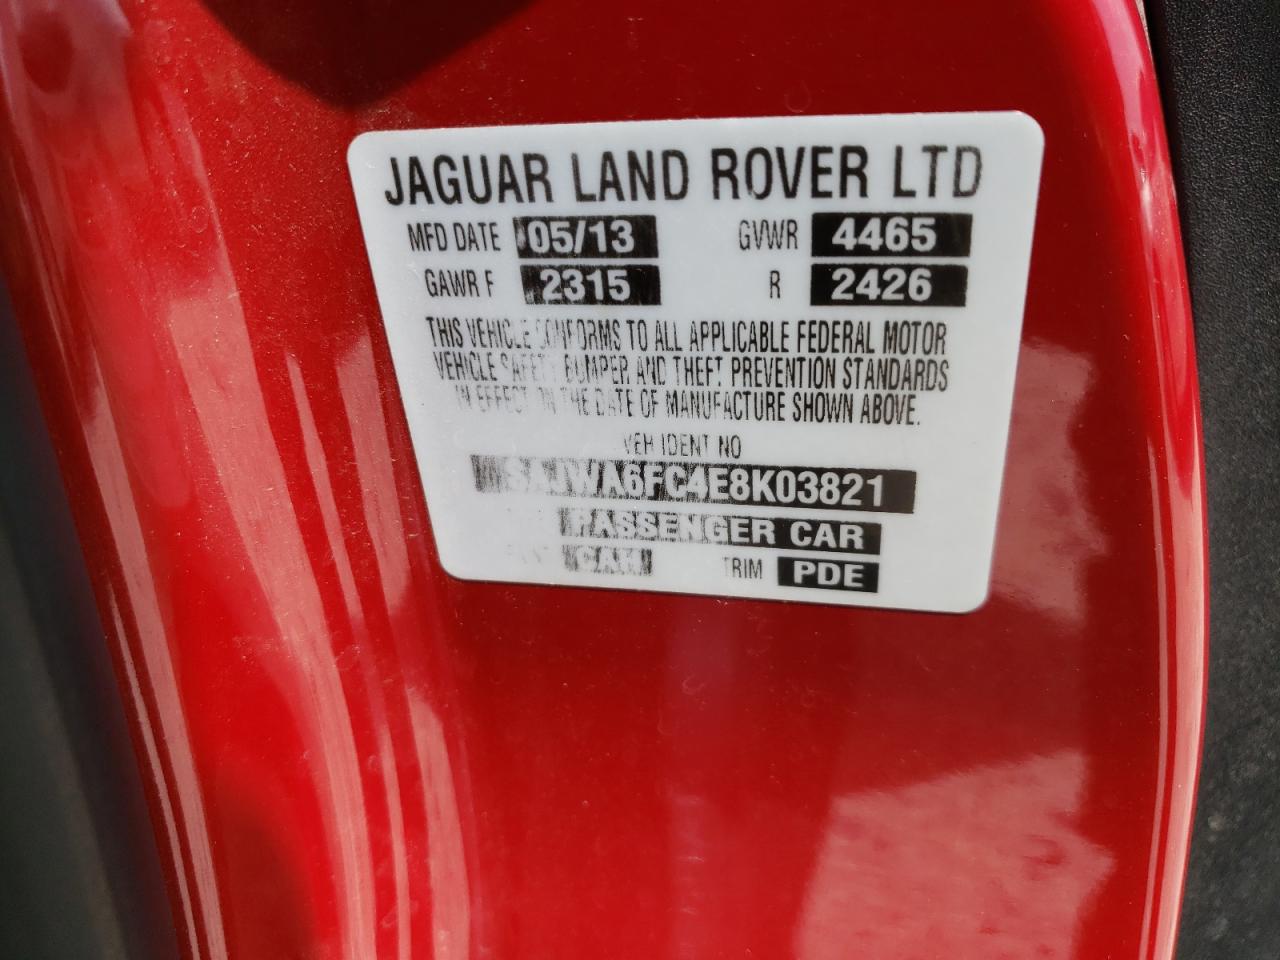 JAGUAR LAND ROVER LTD
MFD DATE 05/13 GVWR 4465
GAWR F 2315 R 2426
THIS VEHICLE CONFORMS TO ALL APPLICABLE FEDERAL MOTOR
VEHICLE SAFETY BUMPER AND THEFT PREVENTION STANDARDS
IN EFFECT ON THE DATE OF MANUFACTURE SHOWN ABOVE.
VEH IDENT NO
SAJWA6FC4E8K03821
PASSENGER CAR
CAH TRIM PDE